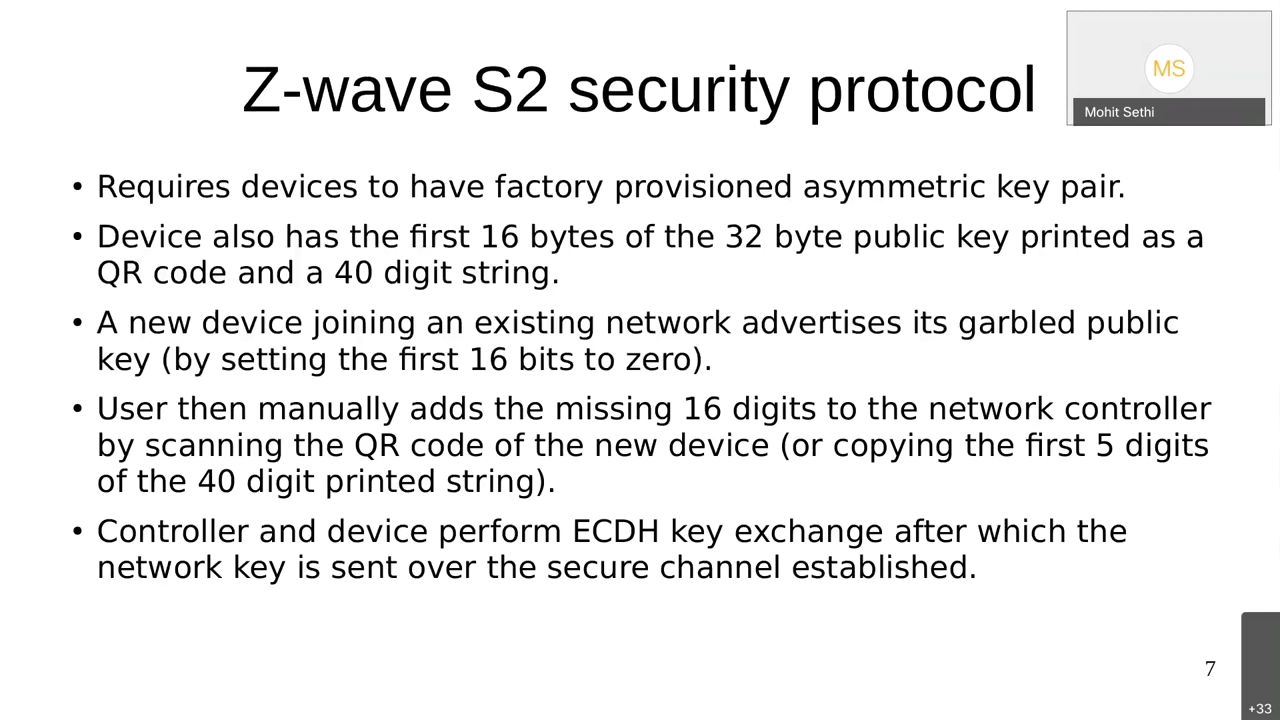 Z-wave S2 security protocol
MS
Mohit Sethi
• Requires devices to have factory provisioned asymmetric key pair.
• Device also has the first 16 bytes of the 32 byte public key printed as a
QR code and a 40 digit string.
• A new device joining an existing network advertises its garbled public
key (by setting the first 16 bits to zero).
• User then manually adds the missing 16 digits to the network controller
by scanning the QR code of the new device (or copying the first 5 digits
of the 40 digit printed string).
• Controller and device perform ECDH key exchange after which the
network key is sent over the secure channel established.
7
+33